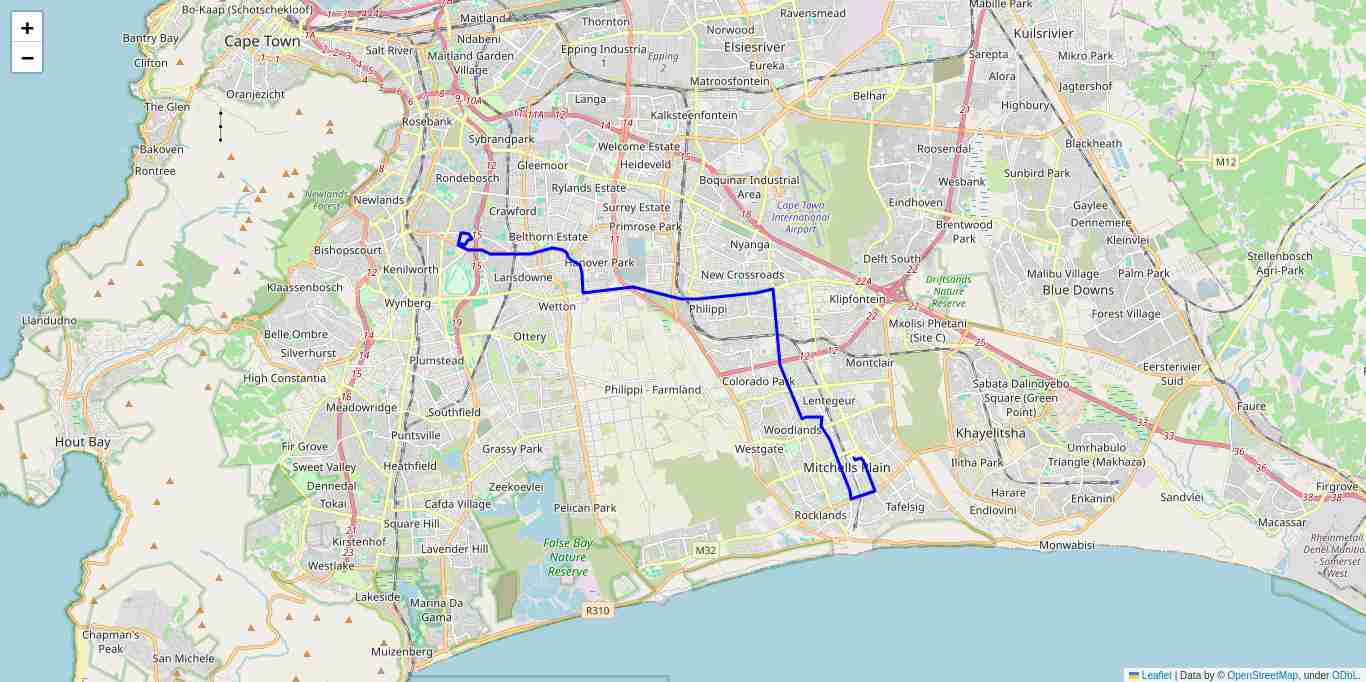 Bo-Kaap (Schotschekloof)
Maitland
Thornton
Ravensmead
Mabille Park
Bantry Bay
Cape Town
Ndabeni
Norwood
Kuilsrivier
Clifton
Salt River
Maitland Garden
Village
Epping Industria
1
Epping
2
Elsiesriver
Eureka
Sarepta
Mikro Park
Matroosfontein
Alora
Jagtershof
Oranjezicht
Langa
Belhar
Highbury
The Glen
Rosebank
Kalksteenfontein
Sybrandpark
Welcome Estate
Roosendal
Blackheath
Bakoven
Rontree
Gleemoor
Heideveld
M12
Rondebosch
Rylands Estate
Boquinar Industrial
Area
Wesbank
Sunbird Park
Newlands
Forest
Newlands
Crawford
Surrey Estate
Cape Town
International
Airport
Eendhoven
Gaylee
Primrose Park
Brentwood
Park
Dennemere
Bishopscourt
Belthorn Estate
Nyanga
Kleinvlei
Kenilworth
Hanover Park
Delft South
Stellenbosch
Agri-Park
Klaassenbosch
Lansdowne
New Crossroads
Driftsands
Nature
Reserve
Malibu Village
Palm Park
Blue Downs
Wynberg
Wetton
Philippi
Klipfontein
Forest Village
Llandudno
Belle Ombre
Ottery
Mxolisi Phetani
(Site C)
Silverhurst
Plumstead
Montclair
Eersterivier
Suid
High Constantia
Philippi - Farmland
Colorado Park
Sabata Dalindyebo
Square (Green
Point)
Meadowridge
Southfield
Lentegeur
Faure
Hout Bay
Puntsville
Woodlands
Khayelitsha
Fir Grove
Grassy Park
Westgate
Umrhabulo
Triangle (Makhaza)
Sweet Valley
Heathfield
Mitchells Plain
Ilitha Park
Dennedal
Zeekoevlei
Harare
Enkanini
Sandvlei
Firgrove
Tokai
Cafda Village
Pelican Park
Tafelsig
Endlovini
Square Hill
Rocklands
Macassar
Kirstenhof
Lavender Hill
False Bay
Nature
Reserve
M32
Monwabisi
Rheinmetall
Denel Munitio
- Somerset
West
Westlake
Lakeside
Marina Da
Gama
R310
Chapman's
Peak
San Michele
Muizenberg
Leaflet | Data by © OpenStreetMap, under ODbL.